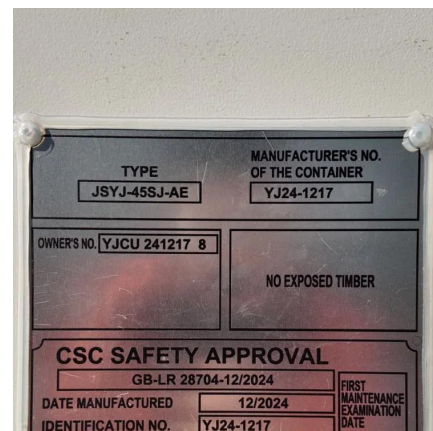 TYPE
JSYJ-45SJ-AE
MANUFACTURER'S NO.
OF THE CONTAINER
YJ24-1217
OWNER'S NO. YJCU 241217 8
NO EXPOSED TIMBER
CSC SAFETY APPROVAL
GB-LR 28704-12/2024
DATE MANUFACTURED 12/2024
IDENTIFICATION NO. YJ24-1217
FIRST
MAINTENANCE
EXAMINATION
DATE